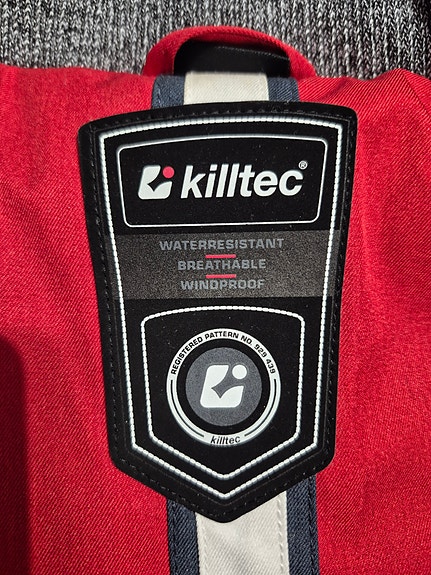 killtec®
WATERRESISTANT
BREATHABLE
WINDPROOF
REGISTERED PATTERN NO. 929 439
killtec